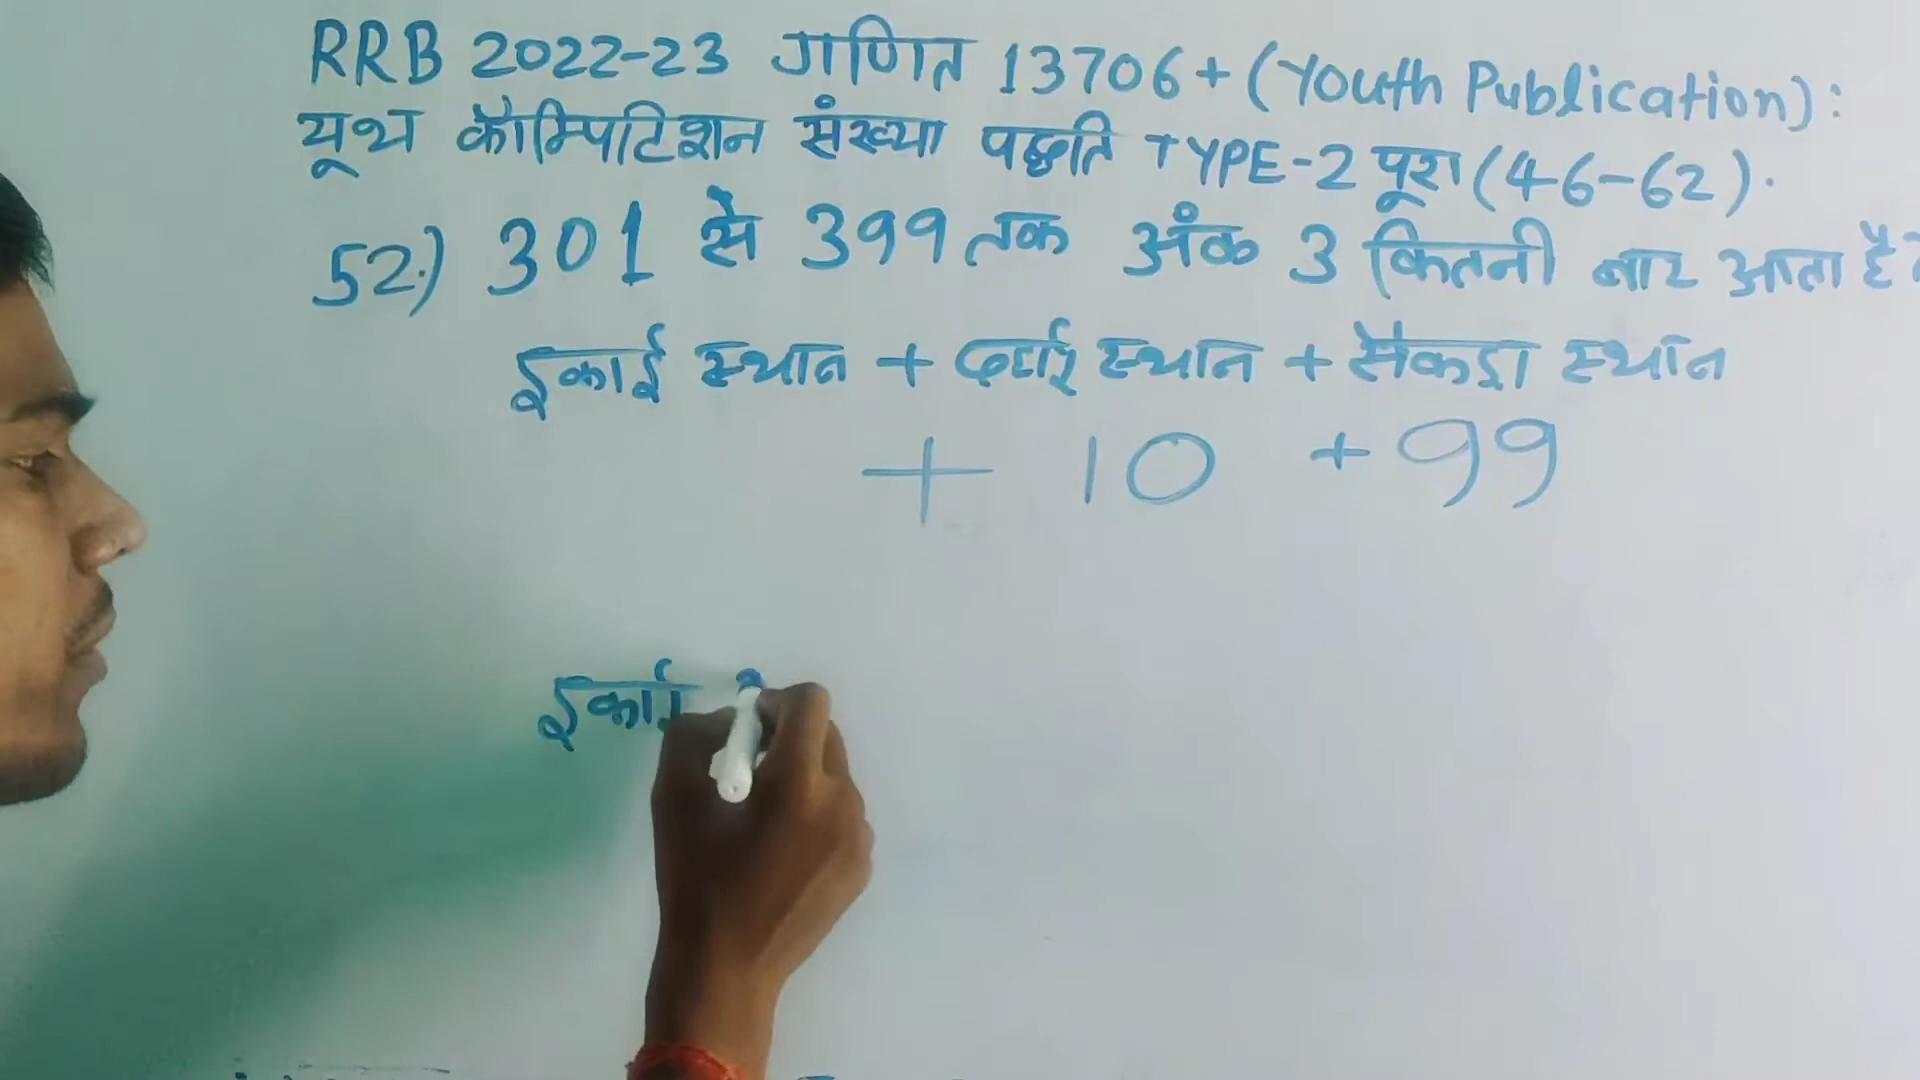 RRB 2022-23 गणित 13706+ (Youth Publication):
यूथ कॉम्पिटिशन संख्या पद्धति TYPE-2 पूरा (46-62).
52.) 301 से 399 तक अंक 3 कितनी बार आता है?
इकाई स्थान + दहाई स्थान + सैकड़ा स्थान
+ 10 + 99
इकाई